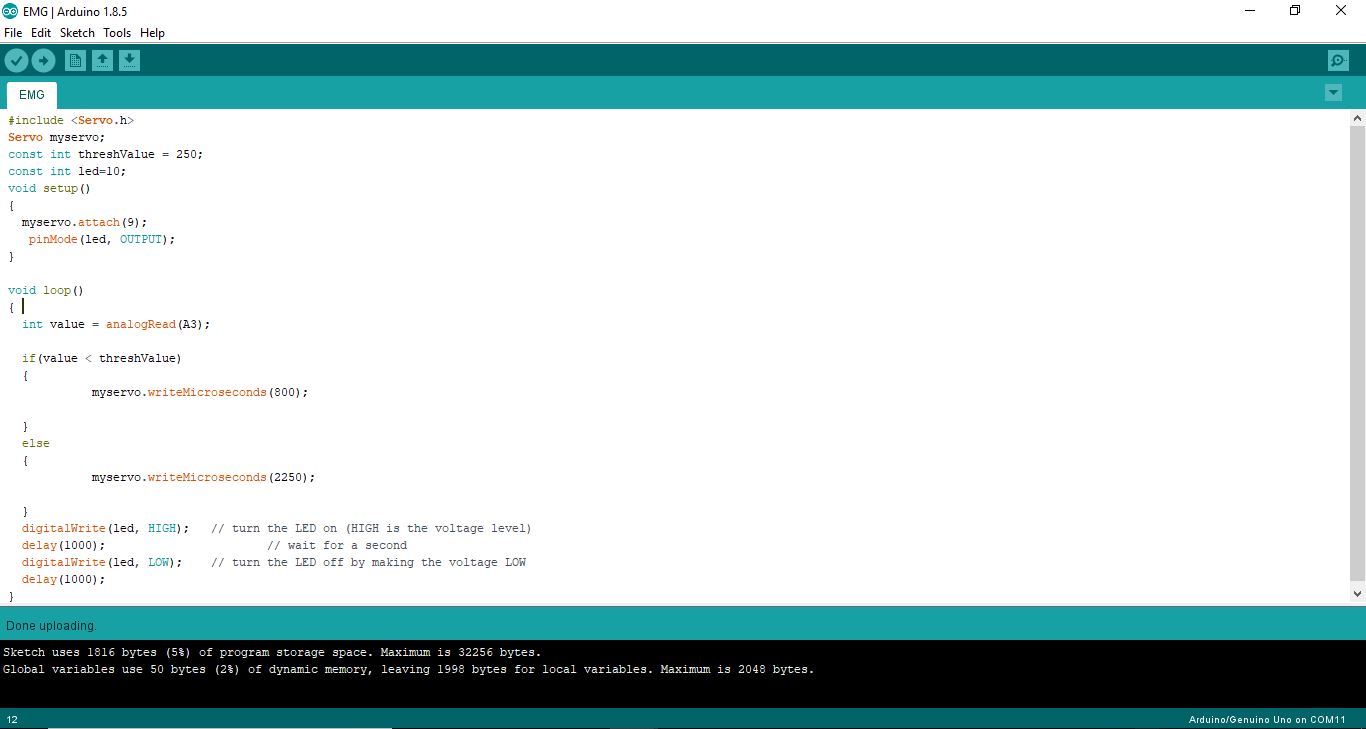 EMG | Arduino 1.8.5
File Edit Sketch Tools Help
EMG
#include <Servo.h>
Servo myservo;
const int threshValue = 250;
const int led=10;
void setup()
{
  myservo.attach(9);
   pinMode(led, OUTPUT);
}

void loop()
{
  int value = analogRead(A3);

  if(value < threshValue)
  {
            myservo.writeMicroseconds(800);

  }
  else
  {
            myservo.writeMicroseconds(2250);

  }
  digitalWrite(led, HIGH);   // turn the LED on (HIGH is the voltage level)
  delay(1000);                       // wait for a second
  digitalWrite(led, LOW);    // turn the LED off by making the voltage LOW
  delay(1000);
}
Done uploading.
Sketch uses 1816 bytes (5%) of program storage space. Maximum is 32256 bytes.
Global variables use 50 bytes (2%) of dynamic memory, leaving 1998 bytes for local variables. Maximum is 2048 bytes.
12 Arduino/Genuino Uno on COM11